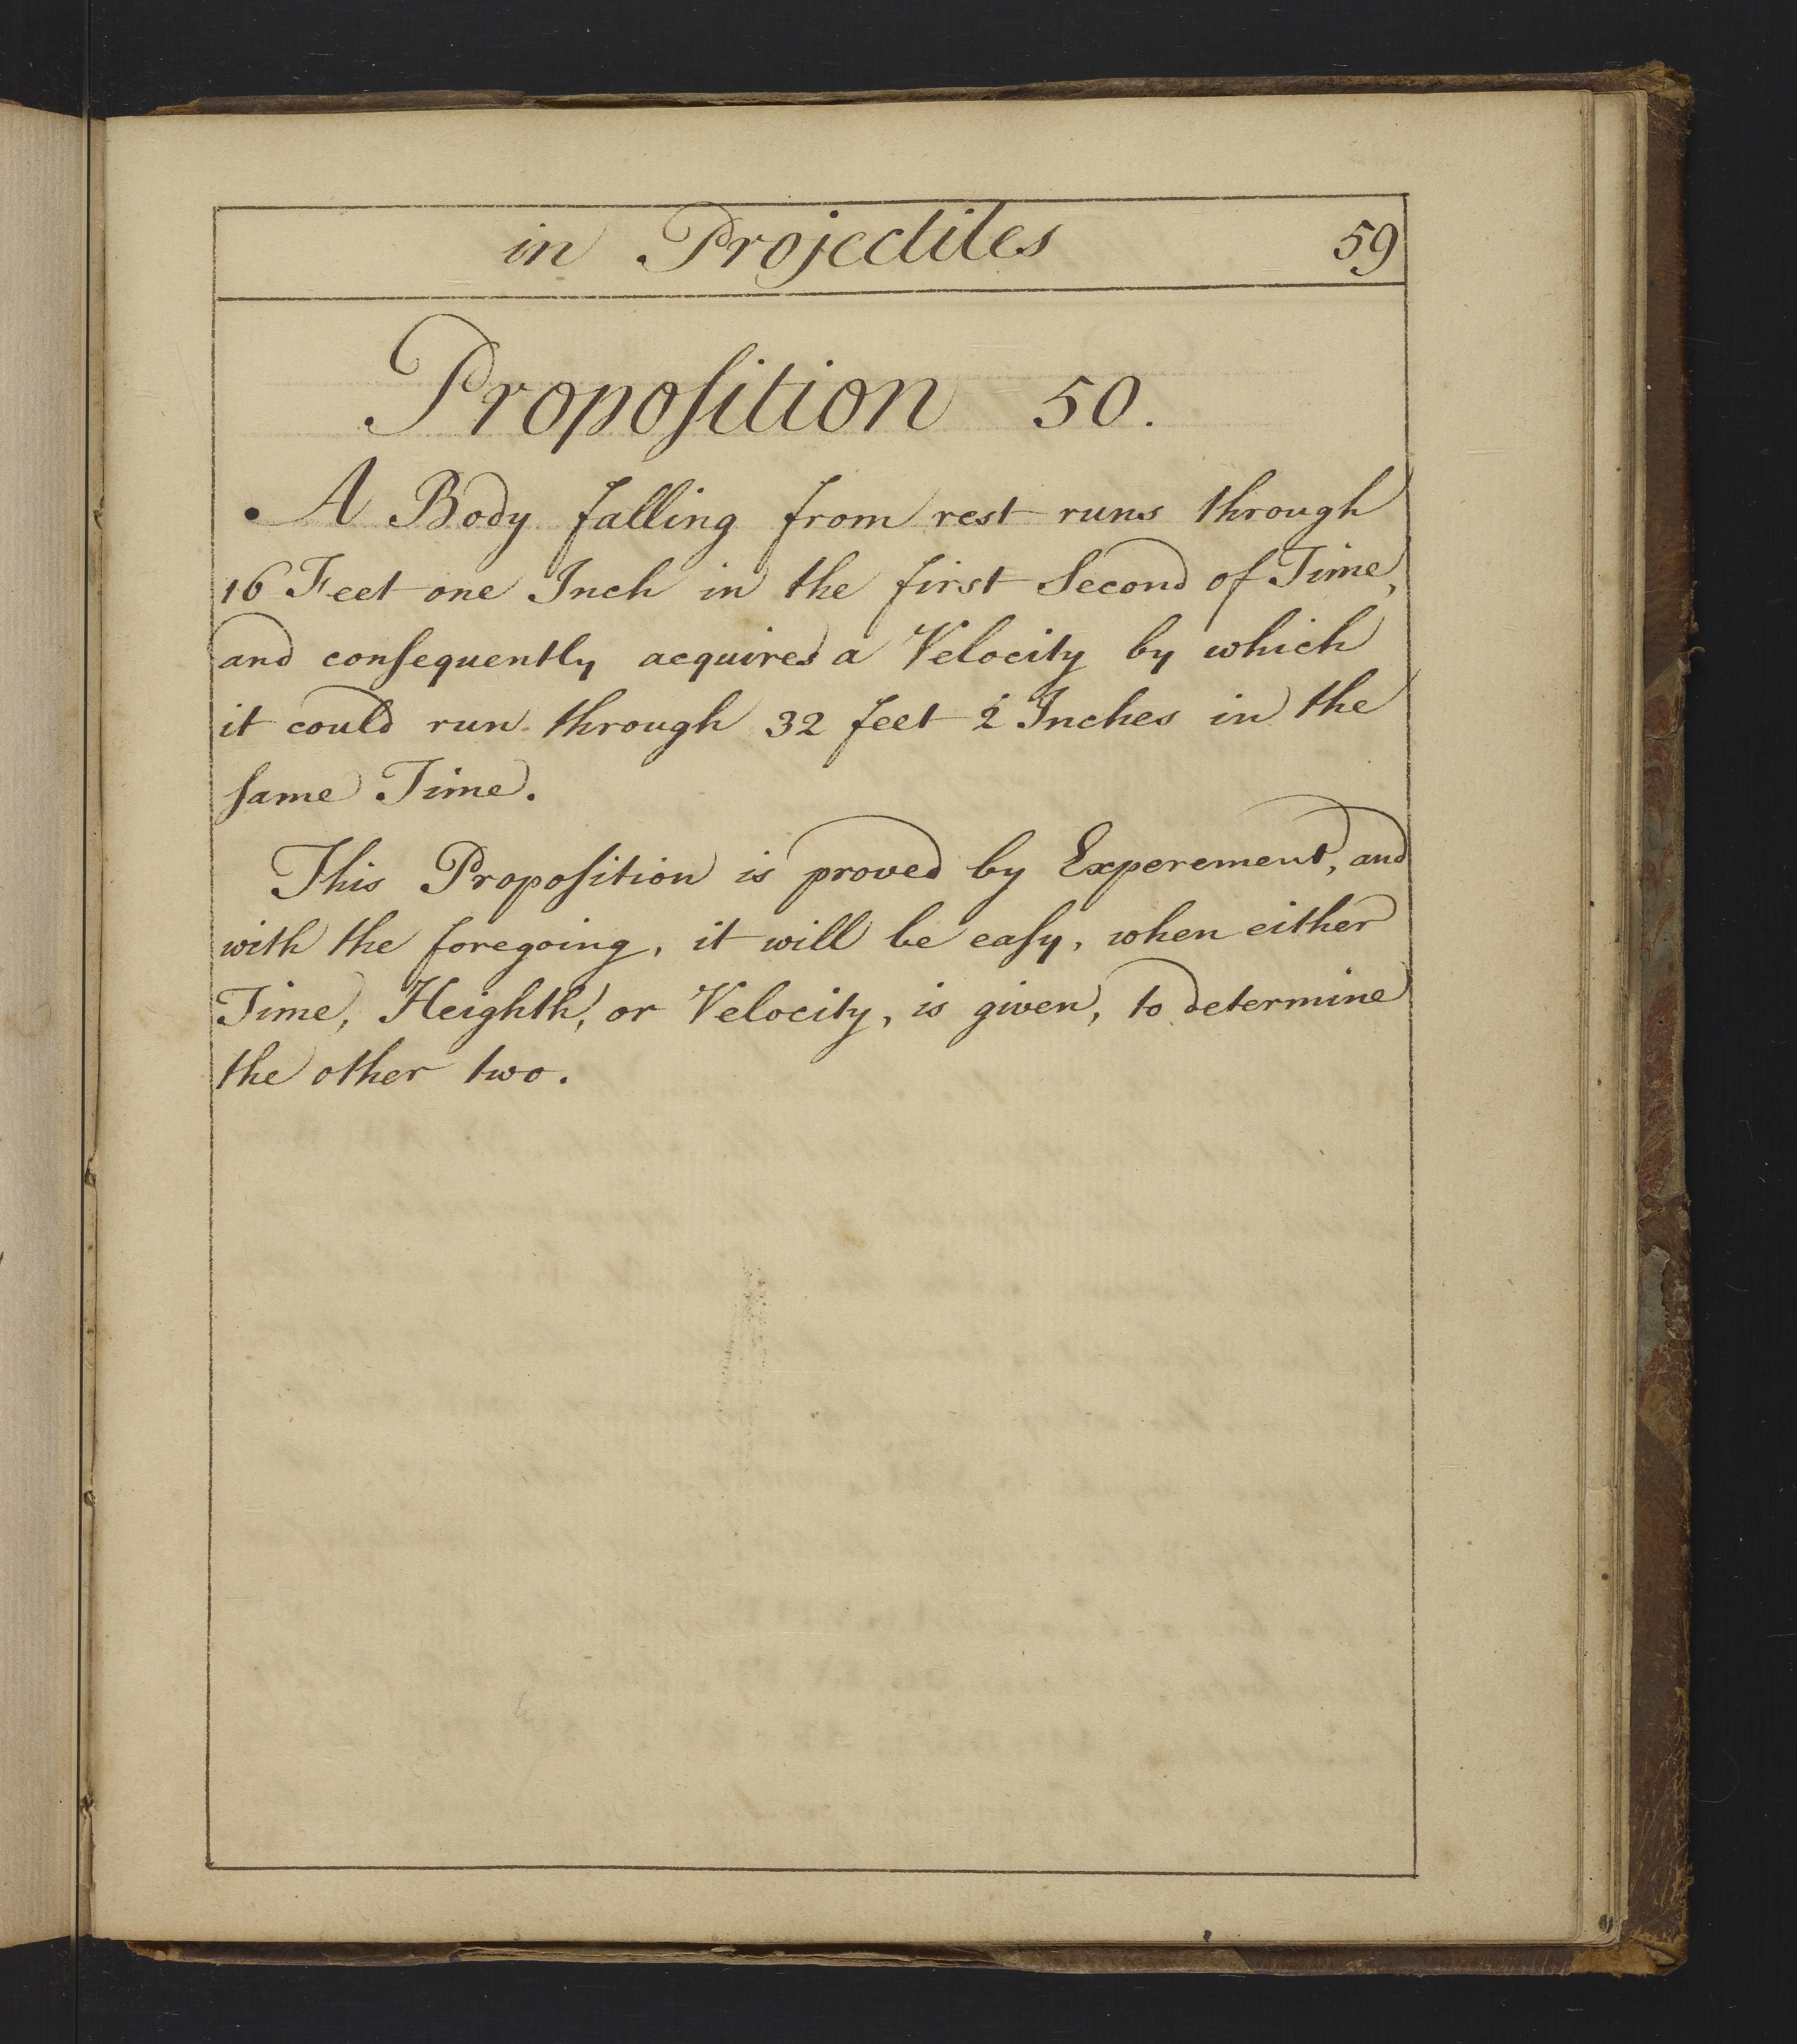 in Projectiles 59
Propoſition 50.
A Body falling from rest runs through
16 Feet one Inch in the first Second of Time,
and conſequently acquires a Velocity by which
it could run through 32 feet 2 Inches in the
ſame Time.
This Propoſition is proved by Experement, and
with the foregoing, it will be eaſy, when either
Time, Heighth, or Velocity, is given, to determine
the other two.